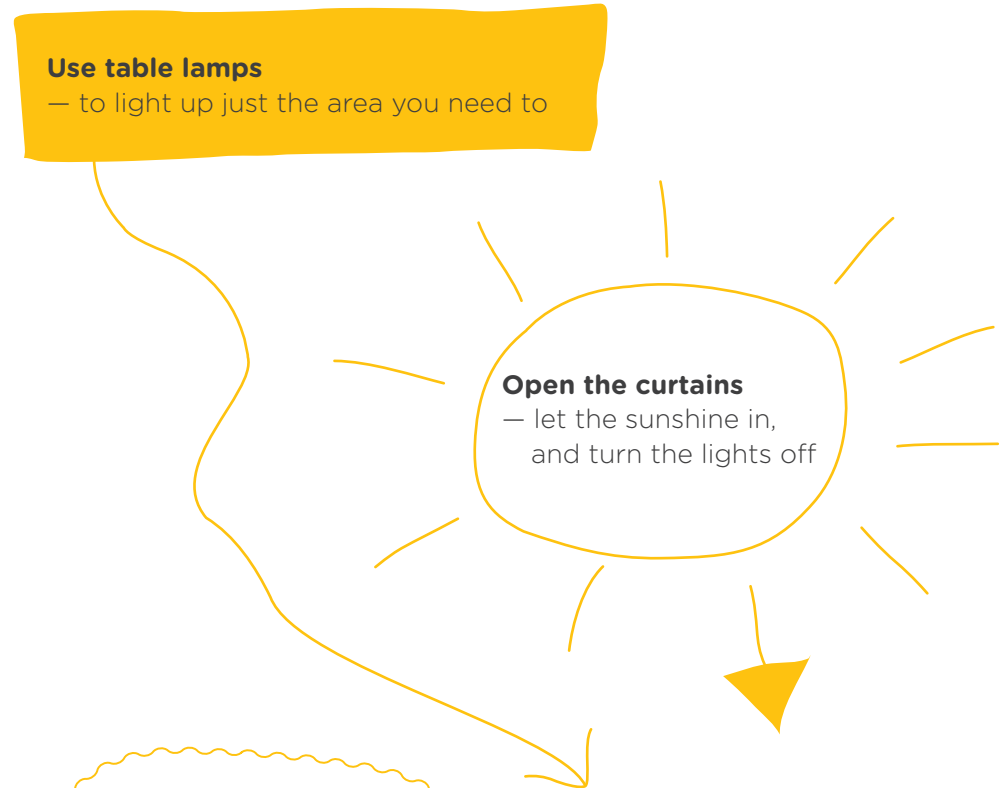 Use table lamps
— to light up just the area you need to
Open the curtains
— let the sunshine in,
and turn the lights off